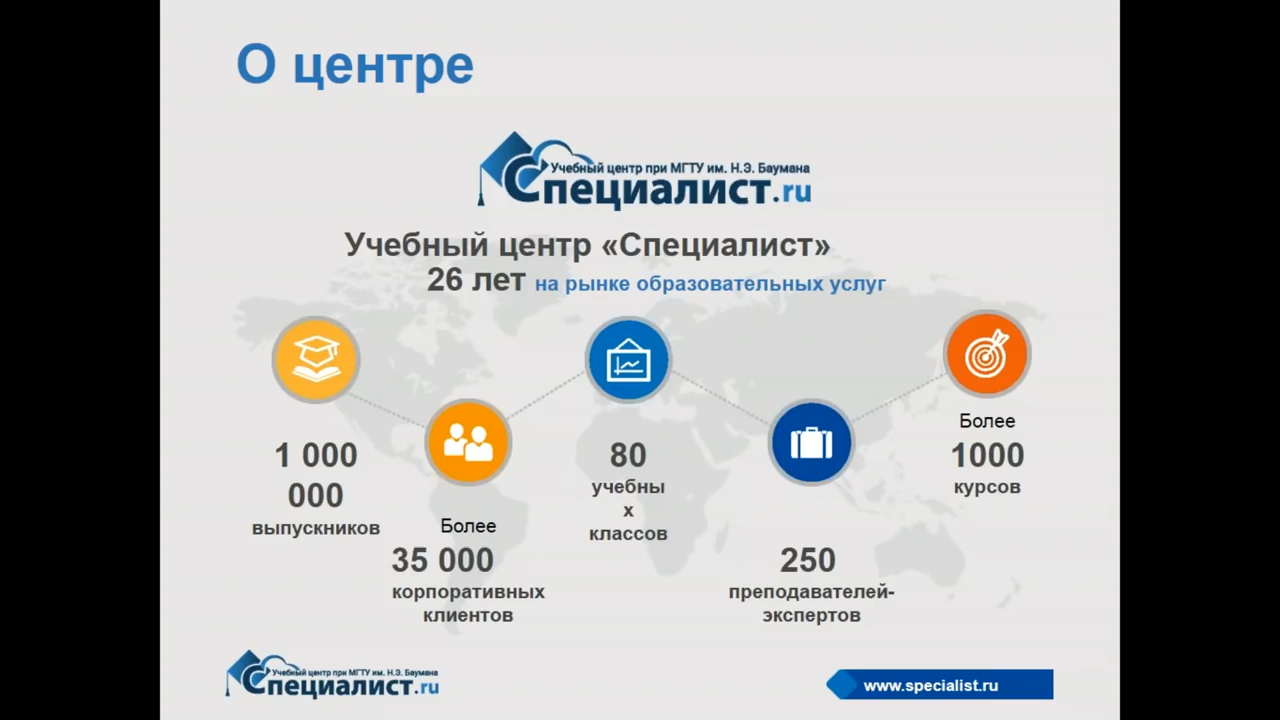 О центре
Учебный центр при МГТУ им. Н.Э. Баумана
Специалист.ru
Учебный центр «Специалист»
26 лет на рынке образовательных услуг
1 000
000
выпускников
Более
35 000
корпоративных
клиентов
80
учебны
х
классов
250
преподавателей-
экспертов
Более
1000
курсов
Учебный центр при МГТУ им. Н.Э. Баумана
Специалист.ru
www.specialist.ru